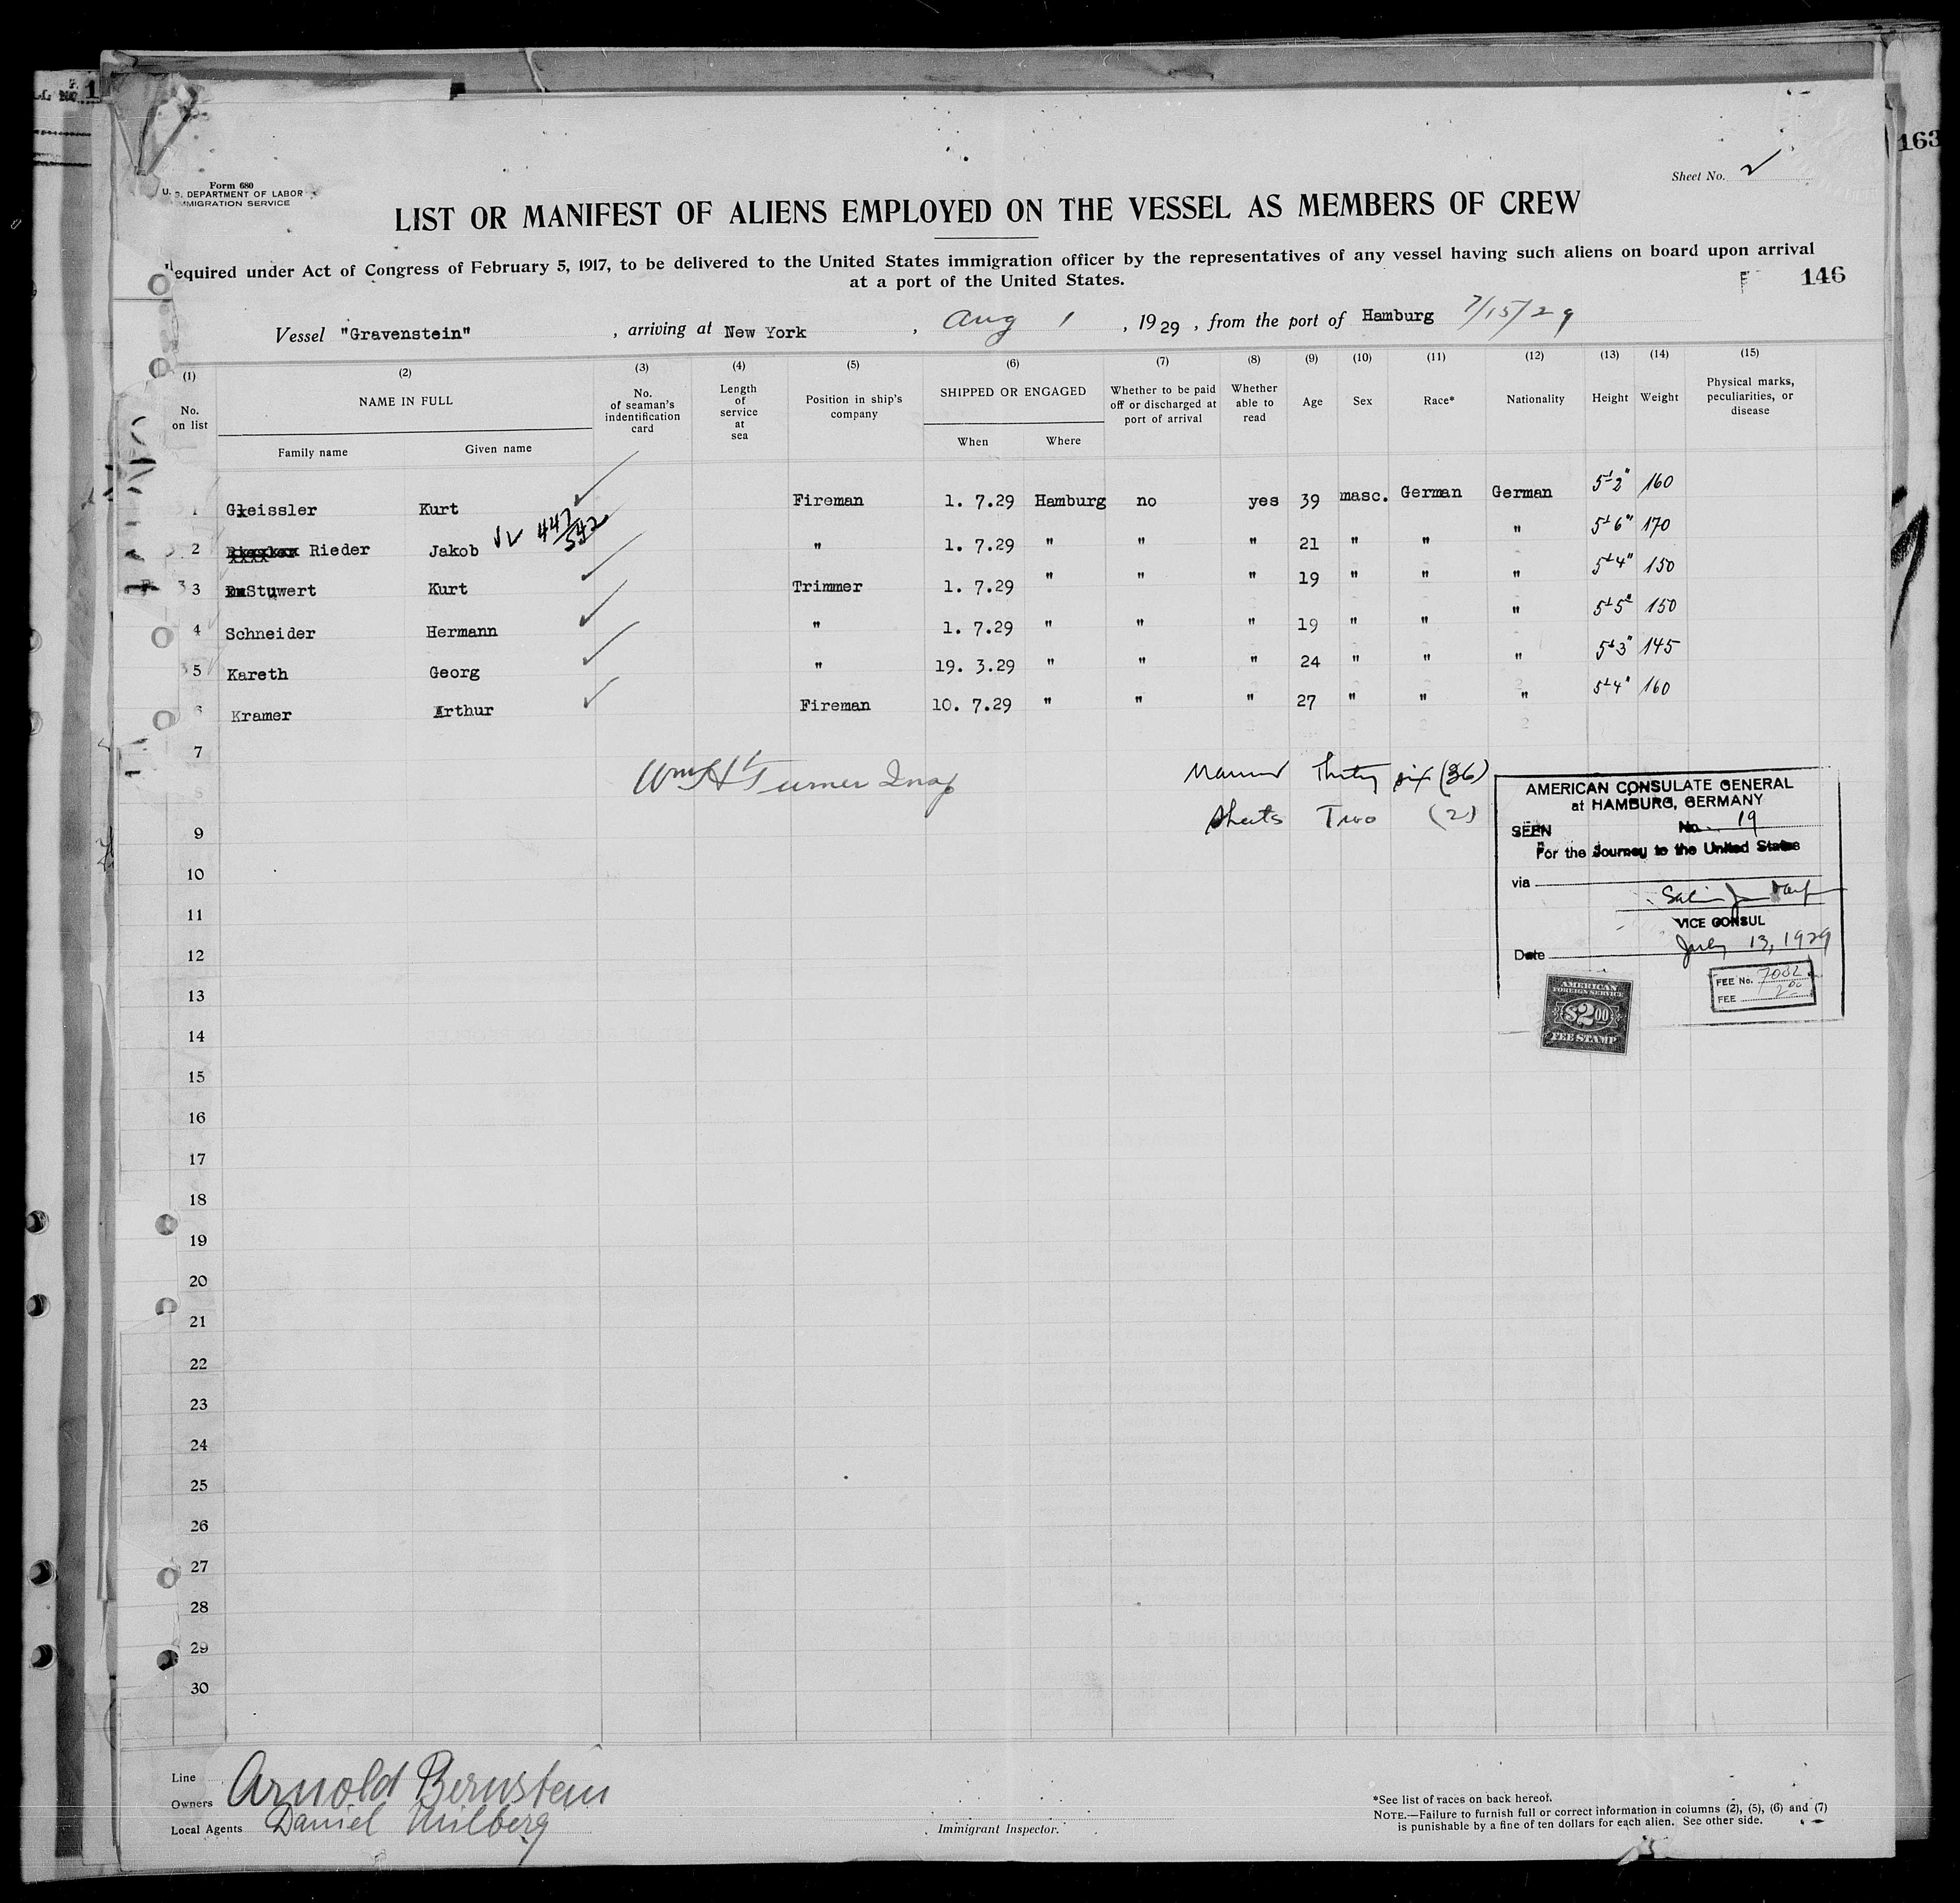 163
Form 680
U. S. DEPARTMENT OF LABOR
IMMIGRATION SERVICE
Sheet No. 2
LIST OR MANIFEST OF ALIENS EMPLOYED ON THE VESSEL AS MEMBERS OF CREW
Required under Act of Congress of February 5, 1917, to be delivered to the United States immigration officer by the representatives of any vessel having such aliens on board upon arrival
at a port of the United States.
146
Vessel "Gravenstein" , arriving at New York , Aug 1 , 1929 , from the port of Hamburg 7/15/29
(1) (2) (3) (4) (5) (6) (7) (8) (9) (10) (11) (12) (13) (14) (15)
No. on list
NAME IN FULL
Family name
Given name
No. of seaman's indentification card
Length of service at sea
Position in ship's company
SHIPPED OR ENGAGED
When
Where
Whether to be paid off or discharged at port of arrival
Whether able to read
Age
Sex
Race*
Nationality
Height
Weight
Physical marks, peculiarities, or disease
1 Gleissler Kurt Fireman 1. 7.29 Hamburg no yes 39 masc. German German 5' 2" 160
2 Rieder Jakob 447/542 " 1. 7.29 " " " 21 " " " 5' 6" 170
3 Stuwert Kurt Trimmer 1. 7.29 " " " 19 " " " 5' 4" 150
4 Schneider Hermann " 1. 7.29 " " " 19 " " " 5' 5" 150
5 Kareth Georg " 19. 3.29 " " " 24 " " " 5' 3" 145
6 Kramer Arthur Fireman 10. 7.29 " " " 27 " " " 5' 4" 160
7
Wm H Turner Insp
Thirty six (36)
8
Sheets Two (2)
9
10
11
12
13
14
15
16
17
18
19
20
21
22
23
24
25
26
27
28
29
30
AMERICAN CONSULATE GENERAL
at HAMBURG, GERMANY
SEEN No. 19
For the Journey to the United States
via
VICE CONSUL
Date July 13, 1929
FEE No. 7082
FEE 2.00
AMERICAN
FOREIGN SERVICE
$2.00
FEE STAMP
Line
Owners Arnold Bernstein
Local Agents Daniel Milberg
Immigrant Inspector.
*See list of races on back hereof.
NOTE.—Failure to furnish full or correct information in columns (2), (5), (6) and (7)
is punishable by a fine of ten dollars for each alien. See other side.